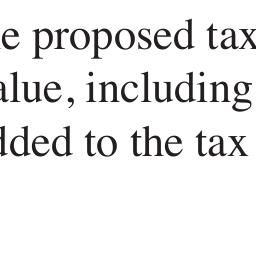 e proposed tax
alue, including
dded to the tax